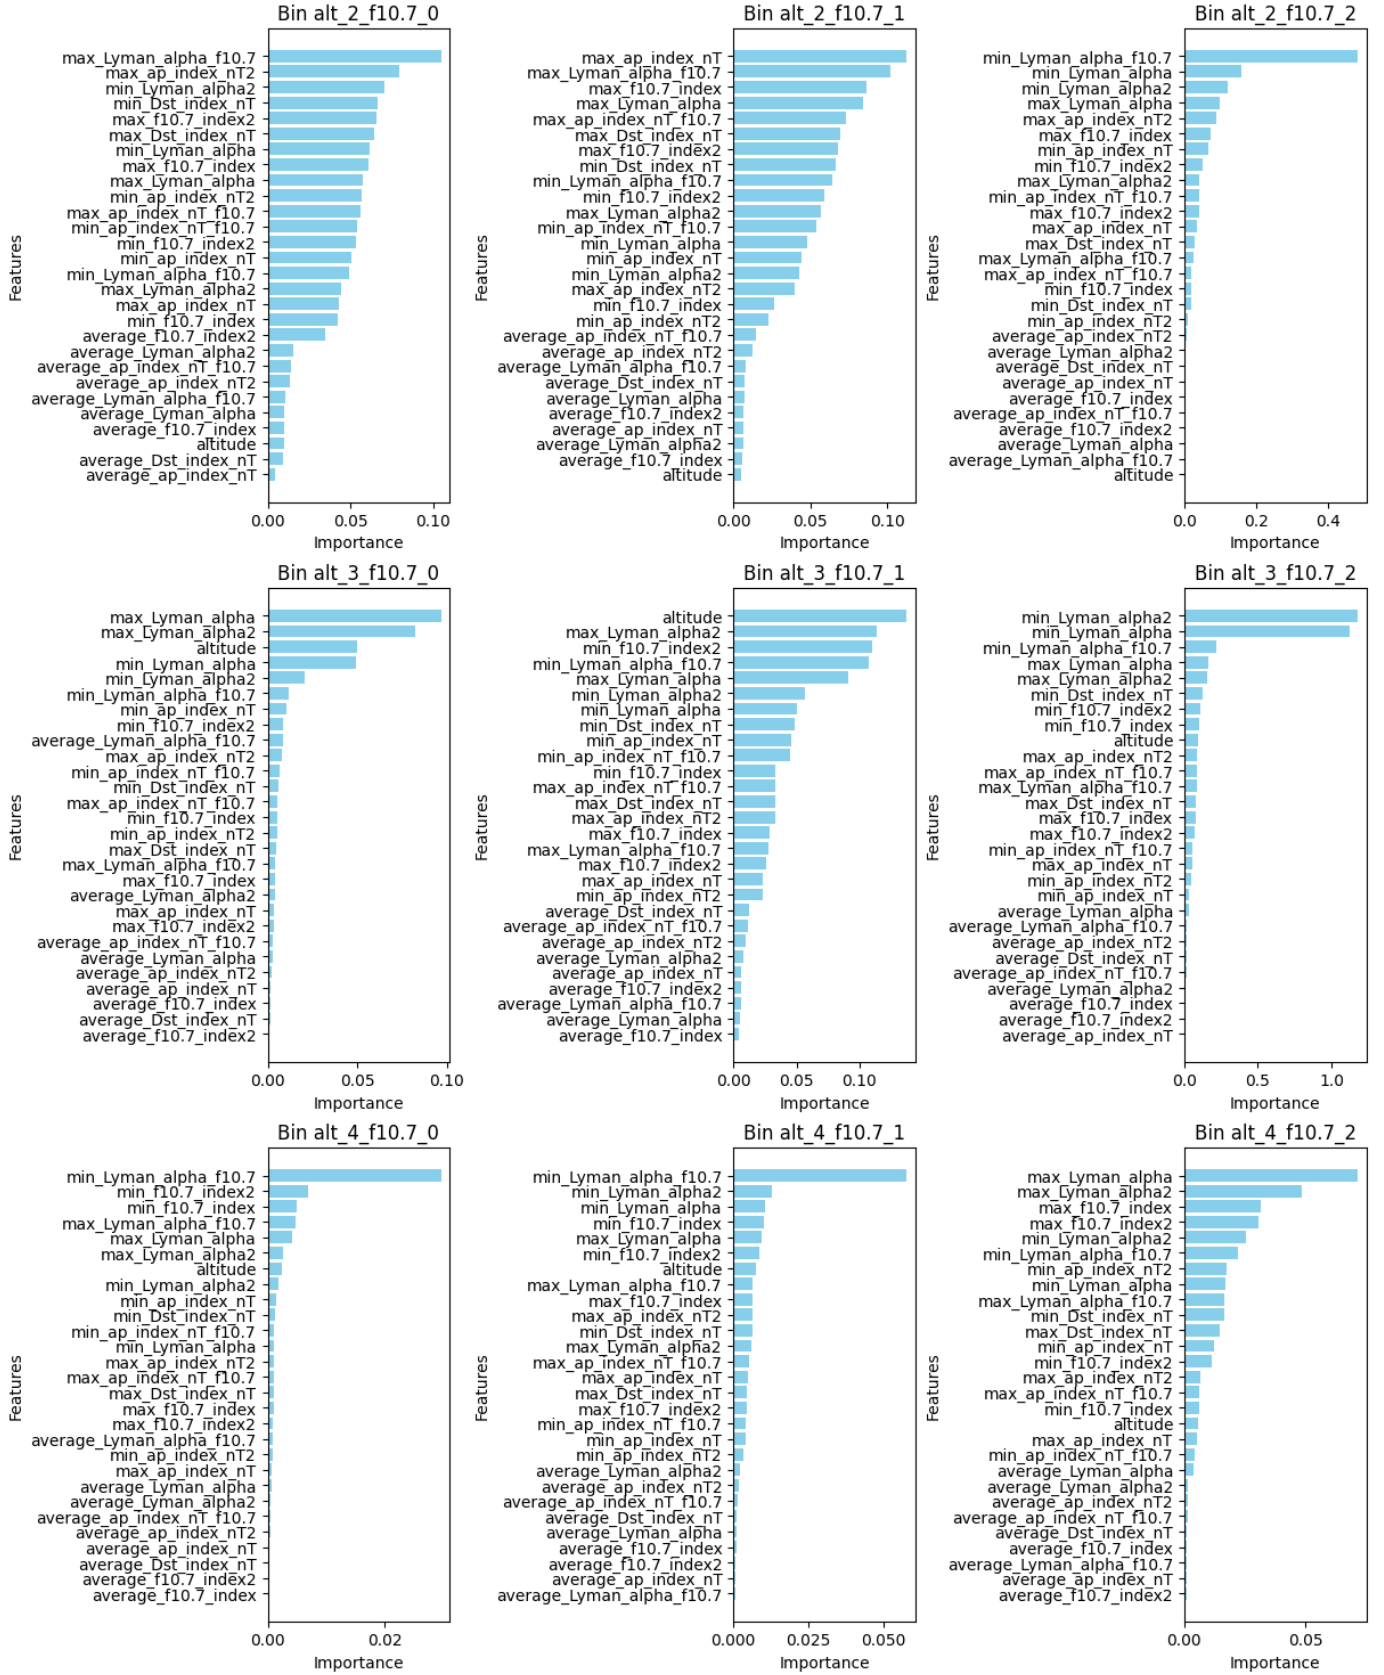 Bin alt_2_f10.7_0
Features
max_Lyman_alpha_f10.7
max_ap_index_nT2
min_Lyman_alpha2
min_Dst_index_nT
max_f10.7_index2
max_Dst_index_nT
min_Lyman_alpha
max_f10.7_index
max_Lyman_alpha
min_ap_index_nT2
max_ap_index_nT_f10.7
min_ap_index_nT_f10.7
min_f10.7_index2
min_ap_index_nT
min_Lyman_alpha_f10.7
max_Lyman_alpha2
max_ap_index_nT
min_f10.7_index
average_f10.7_index2
average_Lyman_alpha2
average_ap_index_nT_f10.7
average_ap_index_nT2
average_Lyman_alpha_f10.7
average_Lyman_alpha
average_f10.7_index
altitude
average_Dst_index_nT
average_ap_index_nT
0.00 0.05 0.10
Importance
Bin alt_2_f10.7_1
Features
max_ap_index_nT
max_Lyman_alpha_f10.7
max_f10.7_index
max_Lyman_alpha
max_ap_index_nT_f10.7
max_Dst_index_nT
max_f10.7_index2
min_Dst_index_nT
min_Lyman_alpha_f10.7
min_f10.7_index2
max_Lyman_alpha2
min_ap_index_nT_f10.7
min_Lyman_alpha
min_ap_index_nT
min_Lyman_alpha2
max_ap_index_nT2
min_f10.7_index
min_ap_index_nT2
average_ap_index_nT_f10.7
average_ap_index_nT2
average_Lyman_alpha_f10.7
average_Dst_index_nT
average_Lyman_alpha
average_f10.7_index2
average_ap_index_nT
average_Lyman_alpha2
average_f10.7_index
altitude
0.00 0.05 0.10
Importance
Bin alt_2_f10.7_2
Features
min_Lyman_alpha_f10.7
min_Lyman_alpha
min_Lyman_alpha2
max_Lyman_alpha
max_ap_index_nT2
max_f10.7_index
min_ap_index_nT
min_f10.7_index2
max_Lyman_alpha2
min_ap_index_nT_f10.7
max_f10.7_index2
max_ap_index_nT
max_Dst_index_nT
max_Lyman_alpha_f10.7
max_ap_index_nT_f10.7
min_f10.7_index
min_Dst_index_nT
min_ap_index_nT2
average_ap_index_nT2
average_Lyman_alpha2
average_Dst_index_nT
average_ap_index_nT
average_f10.7_index
average_ap_index_nT_f10.7
average_f10.7_index2
average_Lyman_alpha
average_Lyman_alpha_f10.7
altitude
0.0 0.2 0.4
Importance
Bin alt_3_f10.7_0
Features
max_Lyman_alpha
max_Lyman_alpha2
altitude
min_Lyman_alpha
min_Lyman_alpha2
min_Lyman_alpha_f10.7
min_ap_index_nT
min_f10.7_index2
average_Lyman_alpha_f10.7
max_ap_index_nT2
min_ap_index_nT_f10.7
min_Dst_index_nT
max_ap_index_nT_f10.7
min_f10.7_index
min_ap_index_nT2
max_Dst_index_nT
max_Lyman_alpha_f10.7
max_f10.7_index
average_Lyman_alpha2
max_ap_index_nT
max_f10.7_index2
average_ap_index_nT_f10.7
average_Lyman_alpha
average_ap_index_nT2
average_ap_index_nT
average_f10.7_index
average_Dst_index_nT
average_f10.7_index2
0.00 0.05 0.10
Importance
Bin alt_3_f10.7_1
Features
altitude
max_Lyman_alpha2
min_f10.7_index2
min_Lyman_alpha_f10.7
max_Lyman_alpha
min_Lyman_alpha2
min_Lyman_alpha
min_Dst_index_nT
min_ap_index_nT
min_ap_index_nT_f10.7
min_f10.7_index
max_ap_index_nT_f10.7
max_Dst_index_nT
max_ap_index_nT2
max_f10.7_index
max_Lyman_alpha_f10.7
max_f10.7_index2
max_ap_index_nT
min_ap_index_nT2
average_Dst_index_nT
average_ap_index_nT_f10.7
average_ap_index_nT2
average_Lyman_alpha2
average_ap_index_nT
average_f10.7_index2
average_Lyman_alpha_f10.7
average_Lyman_alpha
average_f10.7_index
0.00 0.05 0.10
Importance
Bin alt_3_f10.7_2
Features
min_Lyman_alpha2
min_Lyman_alpha
min_Lyman_alpha_f10.7
max_Lyman_alpha
max_Lyman_alpha2
min_Dst_index_nT
min_f10.7_index2
min_f10.7_index
altitude
max_ap_index_nT2
max_ap_index_nT_f10.7
max_Lyman_alpha_f10.7
max_Dst_index_nT
max_f10.7_index
max_f10.7_index2
min_ap_index_nT_f10.7
max_ap_index_nT
min_ap_index_nT2
min_ap_index_nT
average_Lyman_alpha
average_Lyman_alpha_f10.7
average_ap_index_nT2
average_Dst_index_nT
average_ap_index_nT_f10.7
average_Lyman_alpha2
average_f10.7_index
average_f10.7_index2
average_ap_index_nT
0.0 0.5 1.0
Importance
Bin alt_4_f10.7_0
Features
min_Lyman_alpha_f10.7
min_f10.7_index2
min_f10.7_index
max_Lyman_alpha_f10.7
max_Lyman_alpha
max_Lyman_alpha2
altitude
min_Lyman_alpha2
min_ap_index_nT
min_Dst_index_nT
min_ap_index_nT_f10.7
min_Lyman_alpha
max_ap_index_nT2
max_ap_index_nT_f10.7
max_Dst_index_nT
max_f10.7_index
max_f10.7_index2
average_Lyman_alpha_f10.7
min_ap_index_nT2
max_ap_index_nT
average_Lyman_alpha
average_Lyman_alpha2
average_ap_index_nT_f10.7
average_ap_index_nT2
average_ap_index_nT
average_Dst_index_nT
average_f10.7_index2
average_f10.7_index
0.00 0.02
Importance
Bin alt_4_f10.7_1
Features
min_Lyman_alpha_f10.7
min_Lyman_alpha2
min_Lyman_alpha
min_f10.7_index
max_Lyman_alpha
min_f10.7_index2
altitude
max_Lyman_alpha_f10.7
max_f10.7_index
max_ap_index_nT2
min_Dst_index_nT
max_Lyman_alpha2
max_ap_index_nT_f10.7
max_ap_index_nT
max_Dst_index_nT
max_f10.7_index2
min_ap_index_nT_f10.7
min_ap_index_nT
min_ap_index_nT2
average_Lyman_alpha2
average_ap_index_nT2
average_ap_index_nT_f10.7
average_Dst_index_nT
average_Lyman_alpha
average_f10.7_index
average_f10.7_index2
average_ap_index_nT
average_Lyman_alpha_f10.7
0.000 0.025 0.050
Importance
Bin alt_4_f10.7_2
Features
max_Lyman_alpha
max_Lyman_alpha2
max_f10.7_index
max_f10.7_index2
min_Lyman_alpha2
min_Lyman_alpha_f10.7
min_ap_index_nT2
min_Lyman_alpha
max_Lyman_alpha_f10.7
min_Dst_index_nT
max_Dst_index_nT
min_ap_index_nT
min_f10.7_index2
max_ap_index_nT2
max_ap_index_nT_f10.7
min_f10.7_index
altitude
max_ap_index_nT
min_ap_index_nT_f10.7
average_Lyman_alpha
average_Lyman_alpha2
average_ap_index_nT2
average_ap_index_nT_f10.7
average_Dst_index_nT
average_f10.7_index
average_Lyman_alpha_f10.7
average_ap_index_nT
average_f10.7_index2
0.00 0.05
Importance